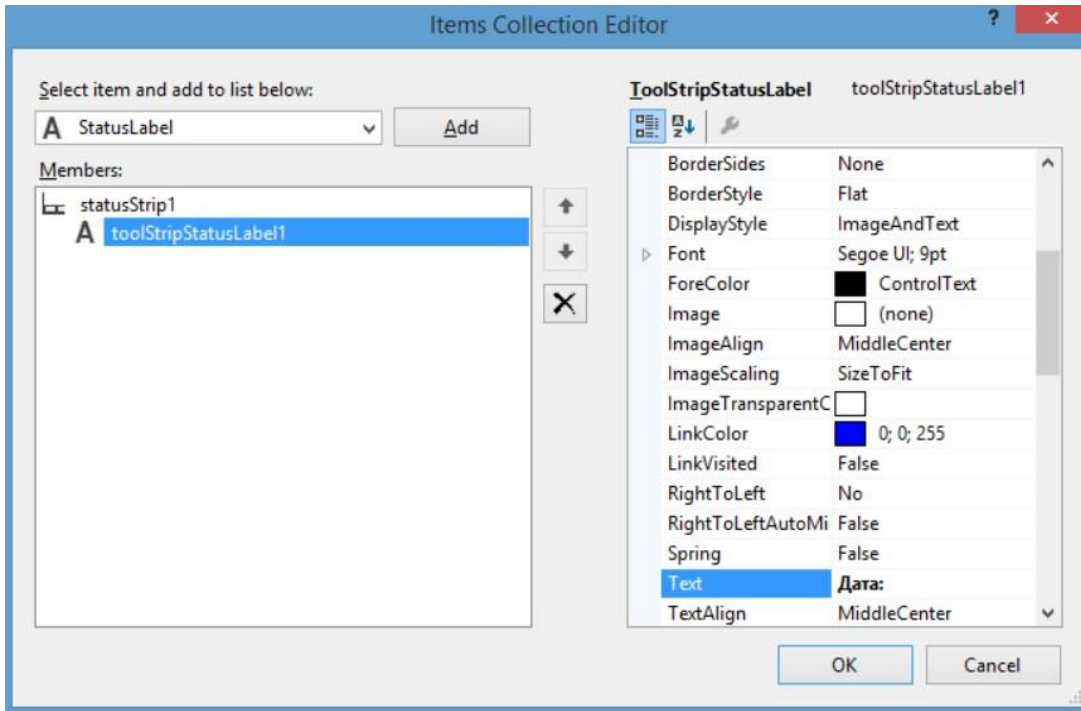 Items Collection Editor
?
Select item and add to list below:
A StatusLabel
Add
Members:
statusStrip1
A toolStripStatusLabel1
ToolStripStatusLabel toolStripStatusLabel1
BorderSides None
BorderStyle Flat
DisplayStyle ImageAndText
Font Segoe UI; 9pt
ForeColor ControlText
Image (none)
ImageAlign MiddleCenter
ImageScaling SizeToFit
ImageTransparentC
LinkColor 0; 0; 255
LinkVisited False
RightToLeft No
RightToLeftAutoMi False
Spring False
Text Дата:
TextAlign MiddleCenter
OK Cancel